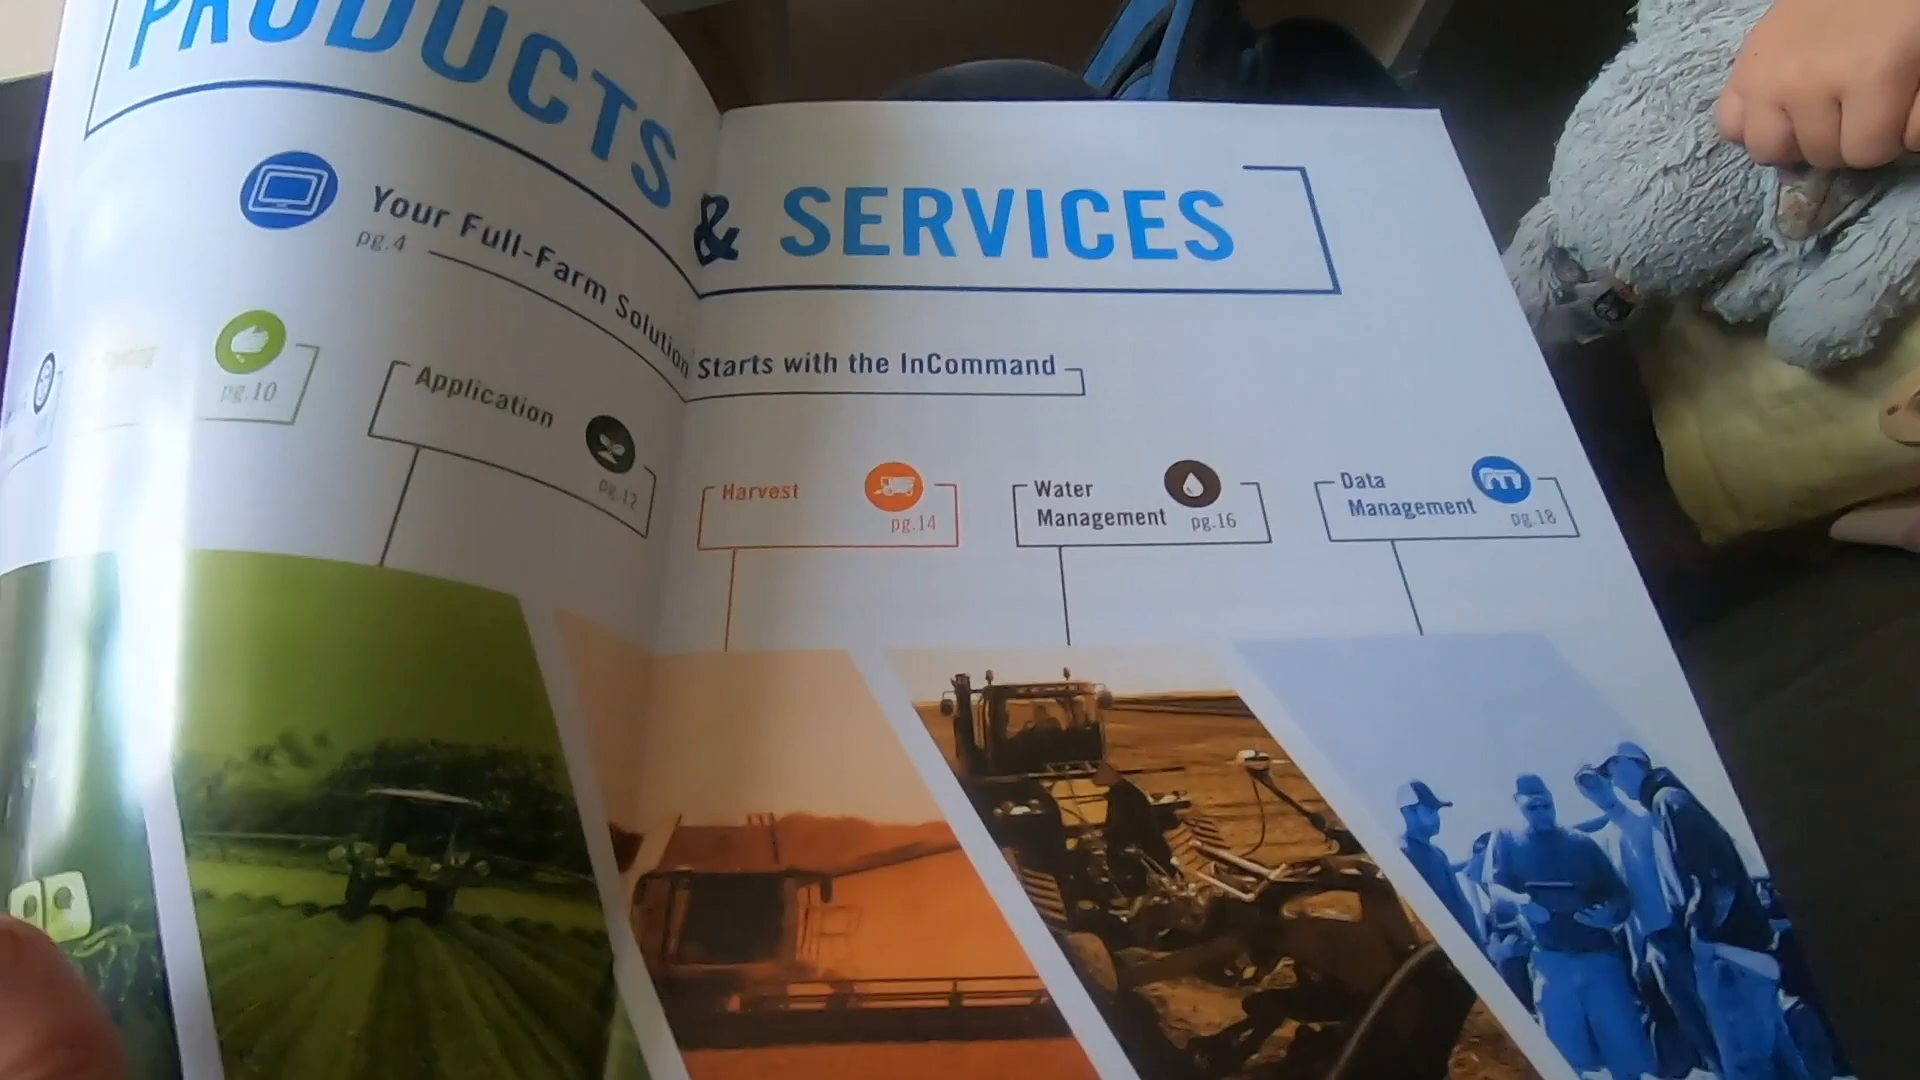 PRODUCTS & SERVICES
Your Full-Farm Solution Starts with the InCommand
pg.4
pg.10
Application
pg.12
Harvest
pg.14
Water
Management
pg.16
Data
Management
pg.18